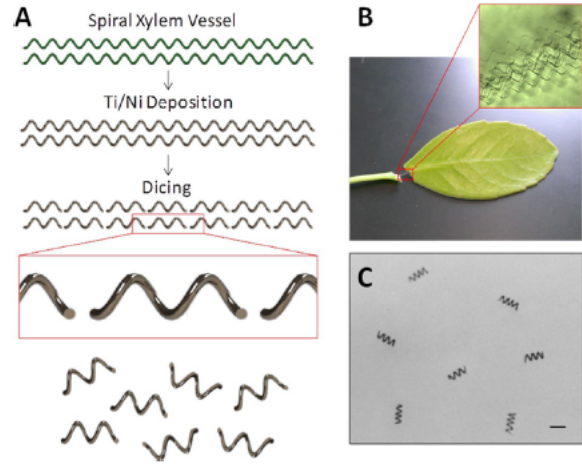 A
Spiral Xylem Vessel
Ti/Ni Deposition
Dicing
B
C